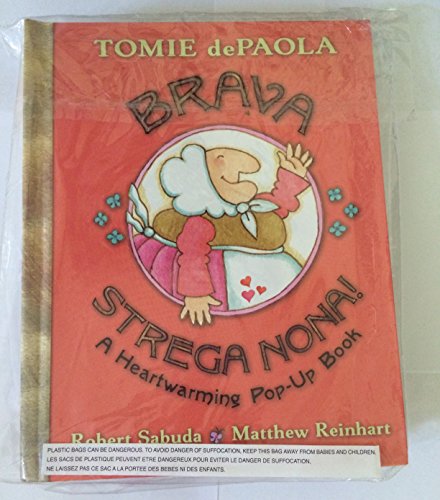 TOMIE dePAOLA
BRAVA
STREGA NONA!
A Heartwarming Pop-Up Book
Robert Sabuda Matthew Reinhart
PLASTIC BAGS CAN BE DANGEROUS. TO AVOID DANGER OF SUFFOCATION, KEEP THIS BAG AWAY FROM BABIES AND CHILDREN.
LES SACS DE PLASTIQUE PEUVENT ETRE DANGEREUX POUR EVITER LE DANGER DE SUFFOCATION,
NE LAISSEZ PAS CE SAC A LA PORTEE DES BEBES NI DES ENFANTS.